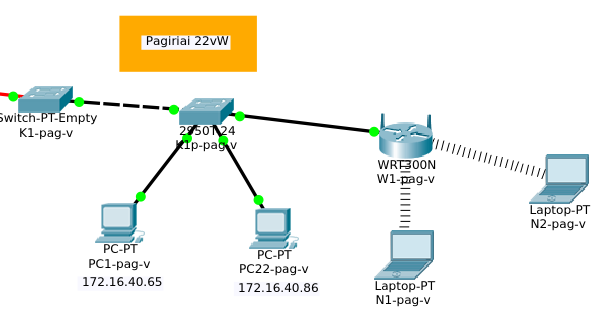 Pagiriai 22vW
Switch-PT-Empty
K1-pag-v
2950T-24
K1p-pag-v
WRT300N
W1-pag-v
Laptop-PT
N2-pag-v
PC-PT
PC1-pag-v
172.16.40.65
PC-PT
PC22-pag-v
172.16.40.86
Laptop-PT
N1-pag-v